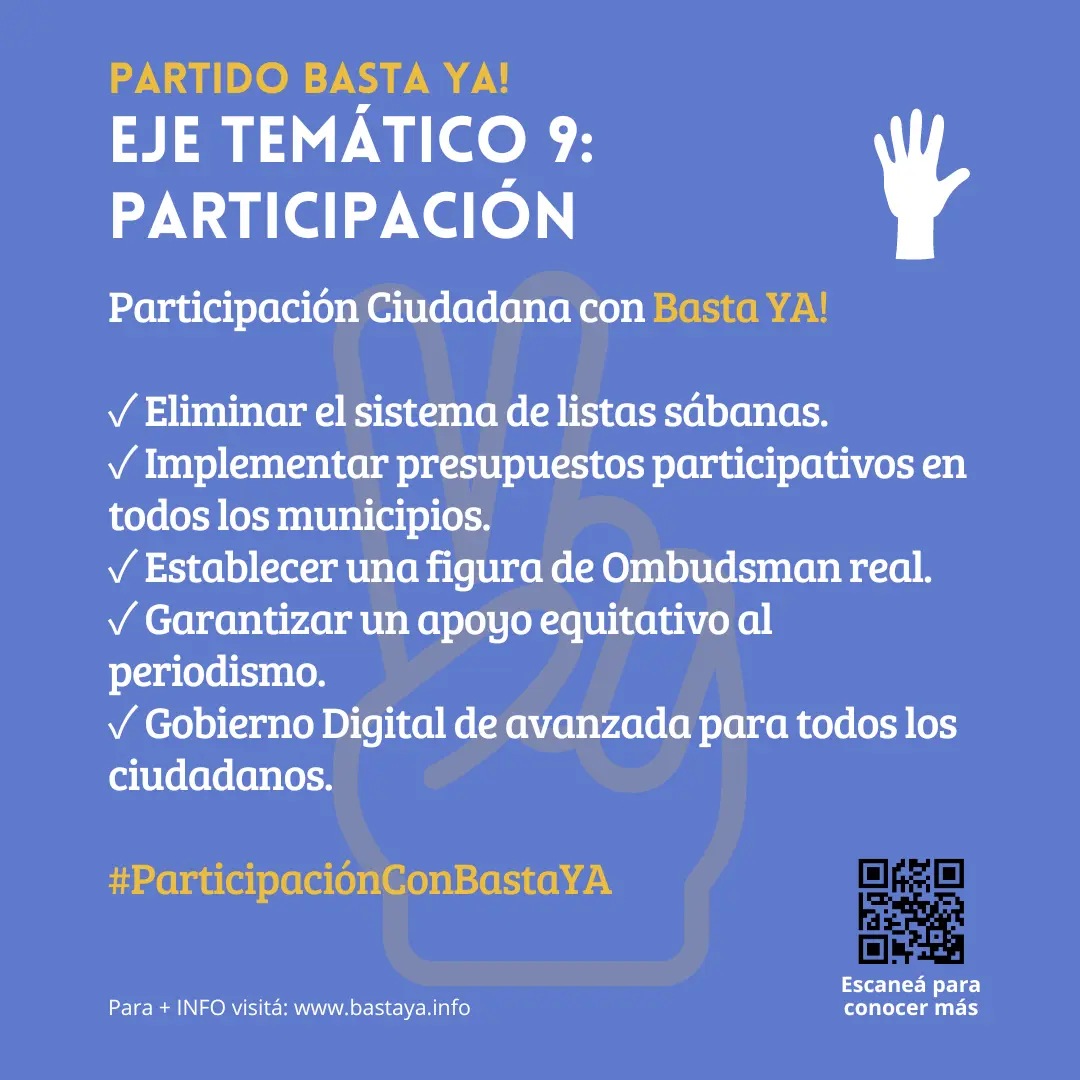 PARTIDO BASTA YA!
EJE TEMÁTICO 9:
PARTICIPACIÓN
Participación Ciudadana con Basta YA!
✓ Eliminar el sistema de listas sábanas.
✓ Implementar presupuestos participativos en
todos los municipios.
✓ Establecer una figura de Ombudsman real.
✓ Garantizar un apoyo equitativo al
periodismo.
✓ Gobierno Digital de avanzada para todos los
ciudadanos.
#ParticipaciónConBastaYA
Escaneá para
conocer más
Para + INFO visitá: www.bastaya.info